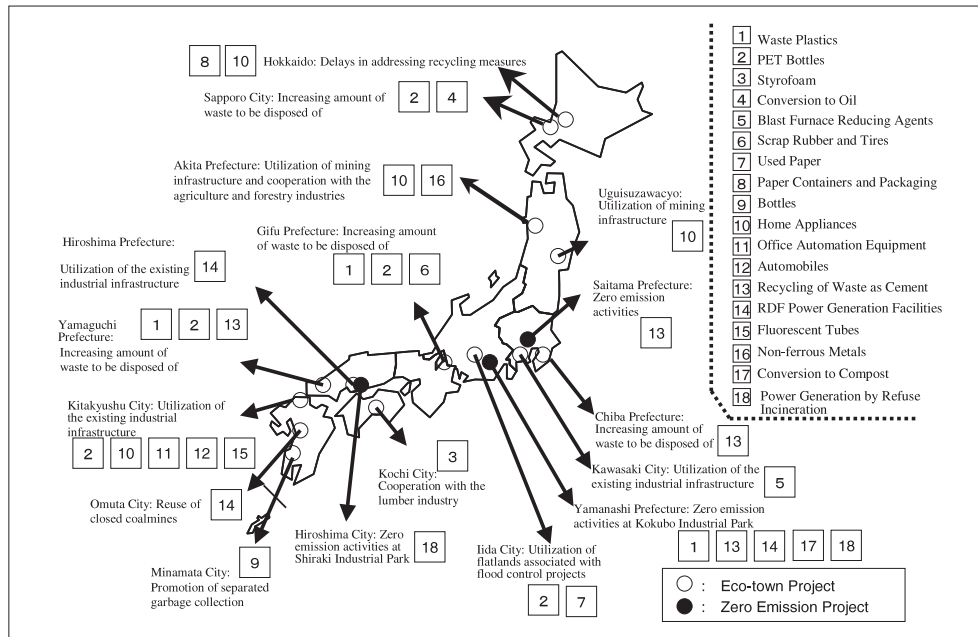 8 10 Hokkaido: Delays in addressing recycling measures
Sapporo City: Increasing amount of
waste to be disposed of
2 4
Akita Prefecture: Utilization of mining
infrastructure and cooperation with the
agriculture and forestry industries
10 16
Uguisuzawacyo:
Utilization of mining
infrastructure
10
Hiroshima Prefecture:
Utilization of the existing
industrial infrastructure
14
Gifu Prefecture: Increasing amount
of waste to be disposed of
1 2 6
Saitama Prefecture:
Zero emission
activities
13
Yamaguchi
Prefecture:
Increasing amount of
waste to be disposed of
1 2 13
Kitakyushu City: Utilization of
the existing industrial
infrastructure
2 10 11 12 15
Omuta City: Reuse of
closed coalmines
14
Minamata City:
Promotion of separated
garbage collection
9
Hiroshima City: Zero
emission activities at
Shiraki Industrial Park
18
3
Kochi City:
Cooperation with the
lumber industry
Iida City: Utilization of
flatlands associated with
flood control projects
2 7
Chiba Prefecture:
Increasing amount of
waste to be disposed of
13
Kawasaki City: Utilization of the
existing industrial infrastructure
5
Yamanashi Prefecture: Zero emission
activities at Kokubo Industrial Park
1 13 14 17 18
1 Waste Plastics
2 PET Bottles
3 Styrofoam
4 Conversion to Oil
5 Blast Furnace Reducing Agents
6 Scrap Rubber and Tires
7 Used Paper
8 Paper Containers and Packaging
9 Bottles
10 Home Appliances
11 Office Automation Equipment
12 Automobiles
13 Recycling of Waste as Cement
14 RDF Power Generation Facilities
15 Fluorescent Tubes
16 Non-ferrous Metals
17 Conversion to Compost
18 Power Generation by Refuse
Incineration
: Eco-town Project
: Zero Emission Project